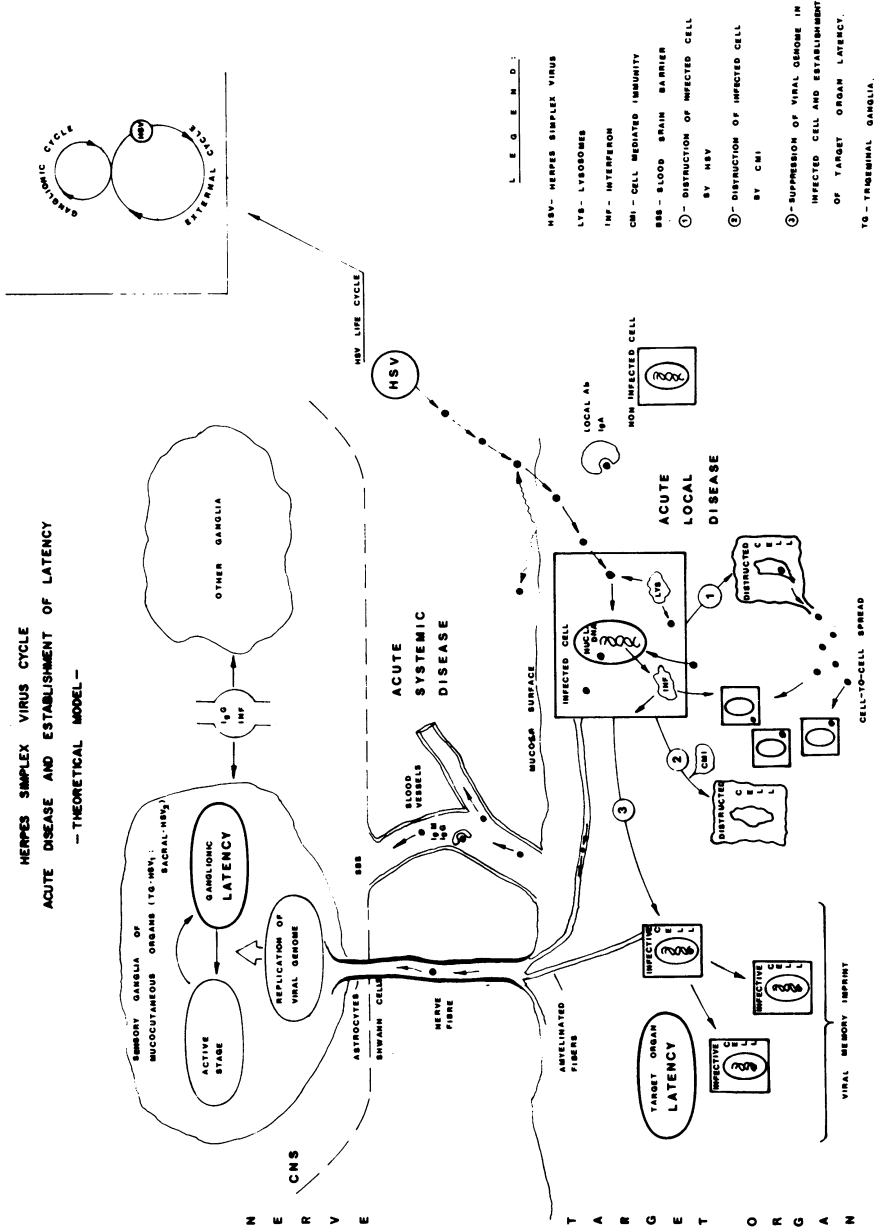 HERPES SIMPLEX VIRUS CYCLE
ACUTE DISEASE AND ESTABLISHMENT OF LATENCY
- THEORETICAL MODEL -
GANGLIONIC CYCLE
HSV
EXTERNAL CYCLE
HSV LIFE CYCLE
SENSORY GANGLIA OF
MUCOCUTANEOUS ORGANS (TG-HSV1;
SACRAL-HSV2)
ACTIVE
STAGE
GANGLIONIC
LATENCY
REPLICATION OF
VIRAL GENOME
IgG
INF
OTHER GANGLIA
CNS
NERVE
ASTROCYTES
SHWANN CELL
BBB
NERVE
FIBRE
BLOOD
VESSELS
IgM
IgG
ACUTE
SYSTEMIC
DISEASE
HSV
MUCOSA SURFACE
AMYELINATED
FIBERS
LOCAL Ab
IgA
NON INFECTED CELL
ACUTE
LOCAL
DISEASE
INFECTED CELL
NUCL
DNA
LYS
INF
1
2
3
CMI
DISTRUCTED
CELL
DISTRUCTED
CELL
CELL-TO-CELL SPREAD
TARGET ORGAN
LATENCY
INFECTIVE
CELL
INFECTIVE
CELL
INFECTIVE
CELL
VIRAL MEMORY IMPRINT
TARGET ORGAN
LEGEND:
HSV- HERPES SIMPLEX VIRUS
LYS- LYSOSOMES
INF- INTERFERON
CMI- CELL MEDIATED IMMUNITY
BBB- BLOOD BRAIN BARRIER
1 - DISTRUCTION OF INFECTED CELL
BY HSV
2 - DISTRUCTION OF INFECTED CELL
BY CMI
3 - SUPPRESSION OF VIRAL GENOME IN
INFECTED CELL AND ESTABLISHMENT
OF TARGET ORGAN LATENCY.
TG - TRIGEMINAL GANGLIA.